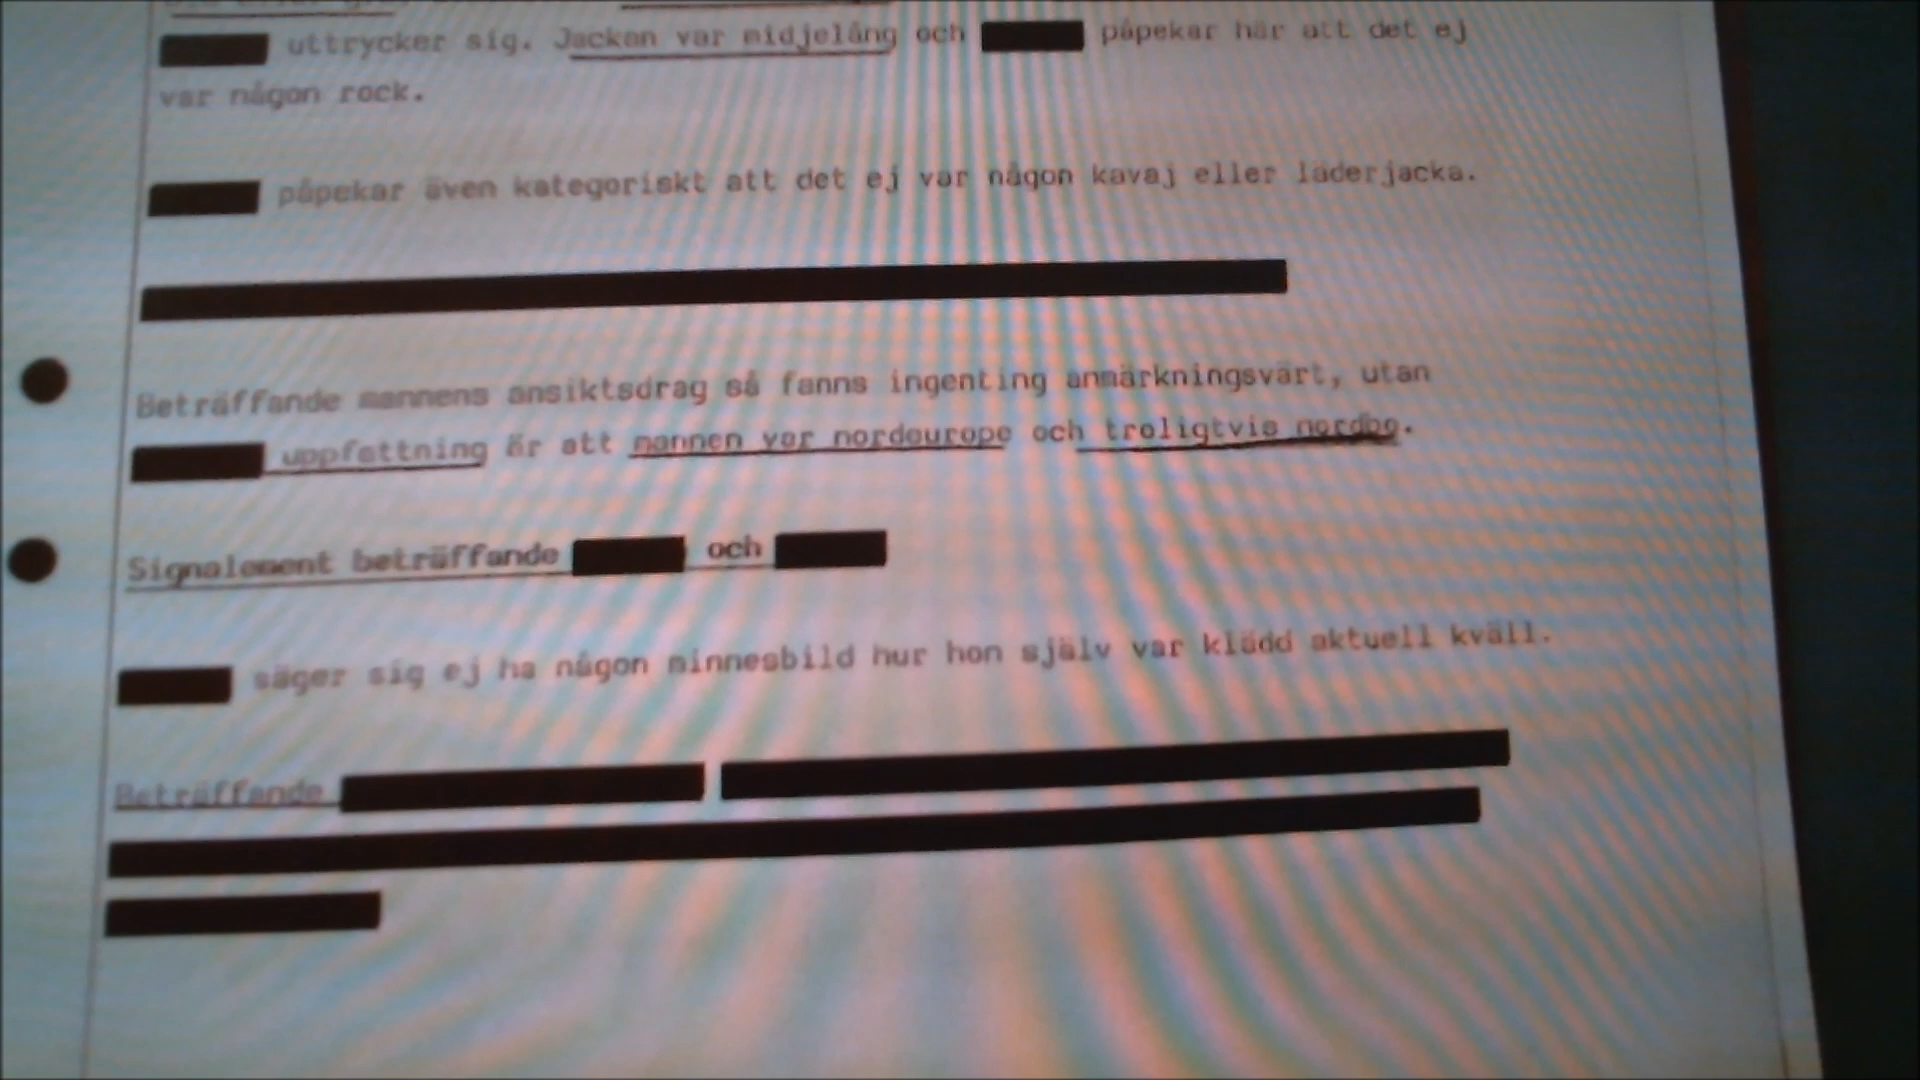 uttrycker sig. Jackan var midjelång och påpekar här att det ej
var någon rock.
påpekar även kategoriskt att det ej var någon kavaj eller läderjacka.
Beträffande mannens ansiktsdrag så fanns ingenting anmärkningsvärt, utan
uppfattning är att mannen var nordeurope och troligtvis nordbo.
Signalement beträffande och
säger sig ej ha någon minnesbild hur hon själv var klädd aktuell kväll.
Beträffande